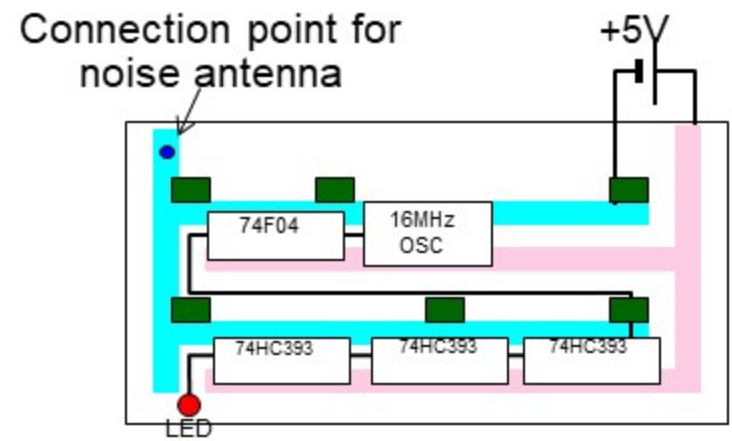 Connection point for
noise antenna
+5V
74F04
16MHz
OSC
74HC393
74HC393
74HC393
LED